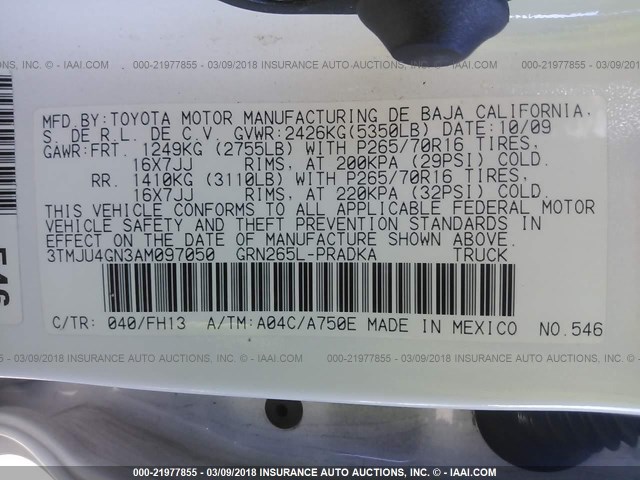 000-21977855 - 03/09/2018 INSURANCE AUTO AUCTIONS, INC. - IAAI.COM
MFD.BY:TOYOTA MOTOR MANUFACTURING DE BAJA CALIFORNIA,
S. DE R.L. DE C.V. GVWR:2426KG(5350LB) DATE:10/09
GAWR:FRT. 1249KG (2755LB) WITH P265/70R16 TIRES,
16X7JJ RIMS, AT 200KPA (29PSI) COLD.
RR. 1410KG (3110LB) WITH P265/70R16 TIRES,
16X7JJ RIMS, AT 220KPA (32PSI) COLD.
THIS VEHICLE CONFORMS TO ALL APPLICABLE FEDERAL MOTOR
VEHICLE SAFETY AND THEFT PREVENTION STANDARDS IN
EFFECT ON THE DATE OF MANUFACTURE SHOWN ABOVE.
3TMJU4GN3AM097050 GRN265L-PRADKA TRUCK
C/TR: 040/FH13 A/TM:A04C/A750E MADE IN MEXICO NO.546
546
000-21977855 - 03/09/2018 INSURANCE AUTO AUCTIONS, INC. - IAAI.COM
000-21977855 - 03/09/2018 INSURANCE AUTO AUCTIONS, INC. - IAAI.COM